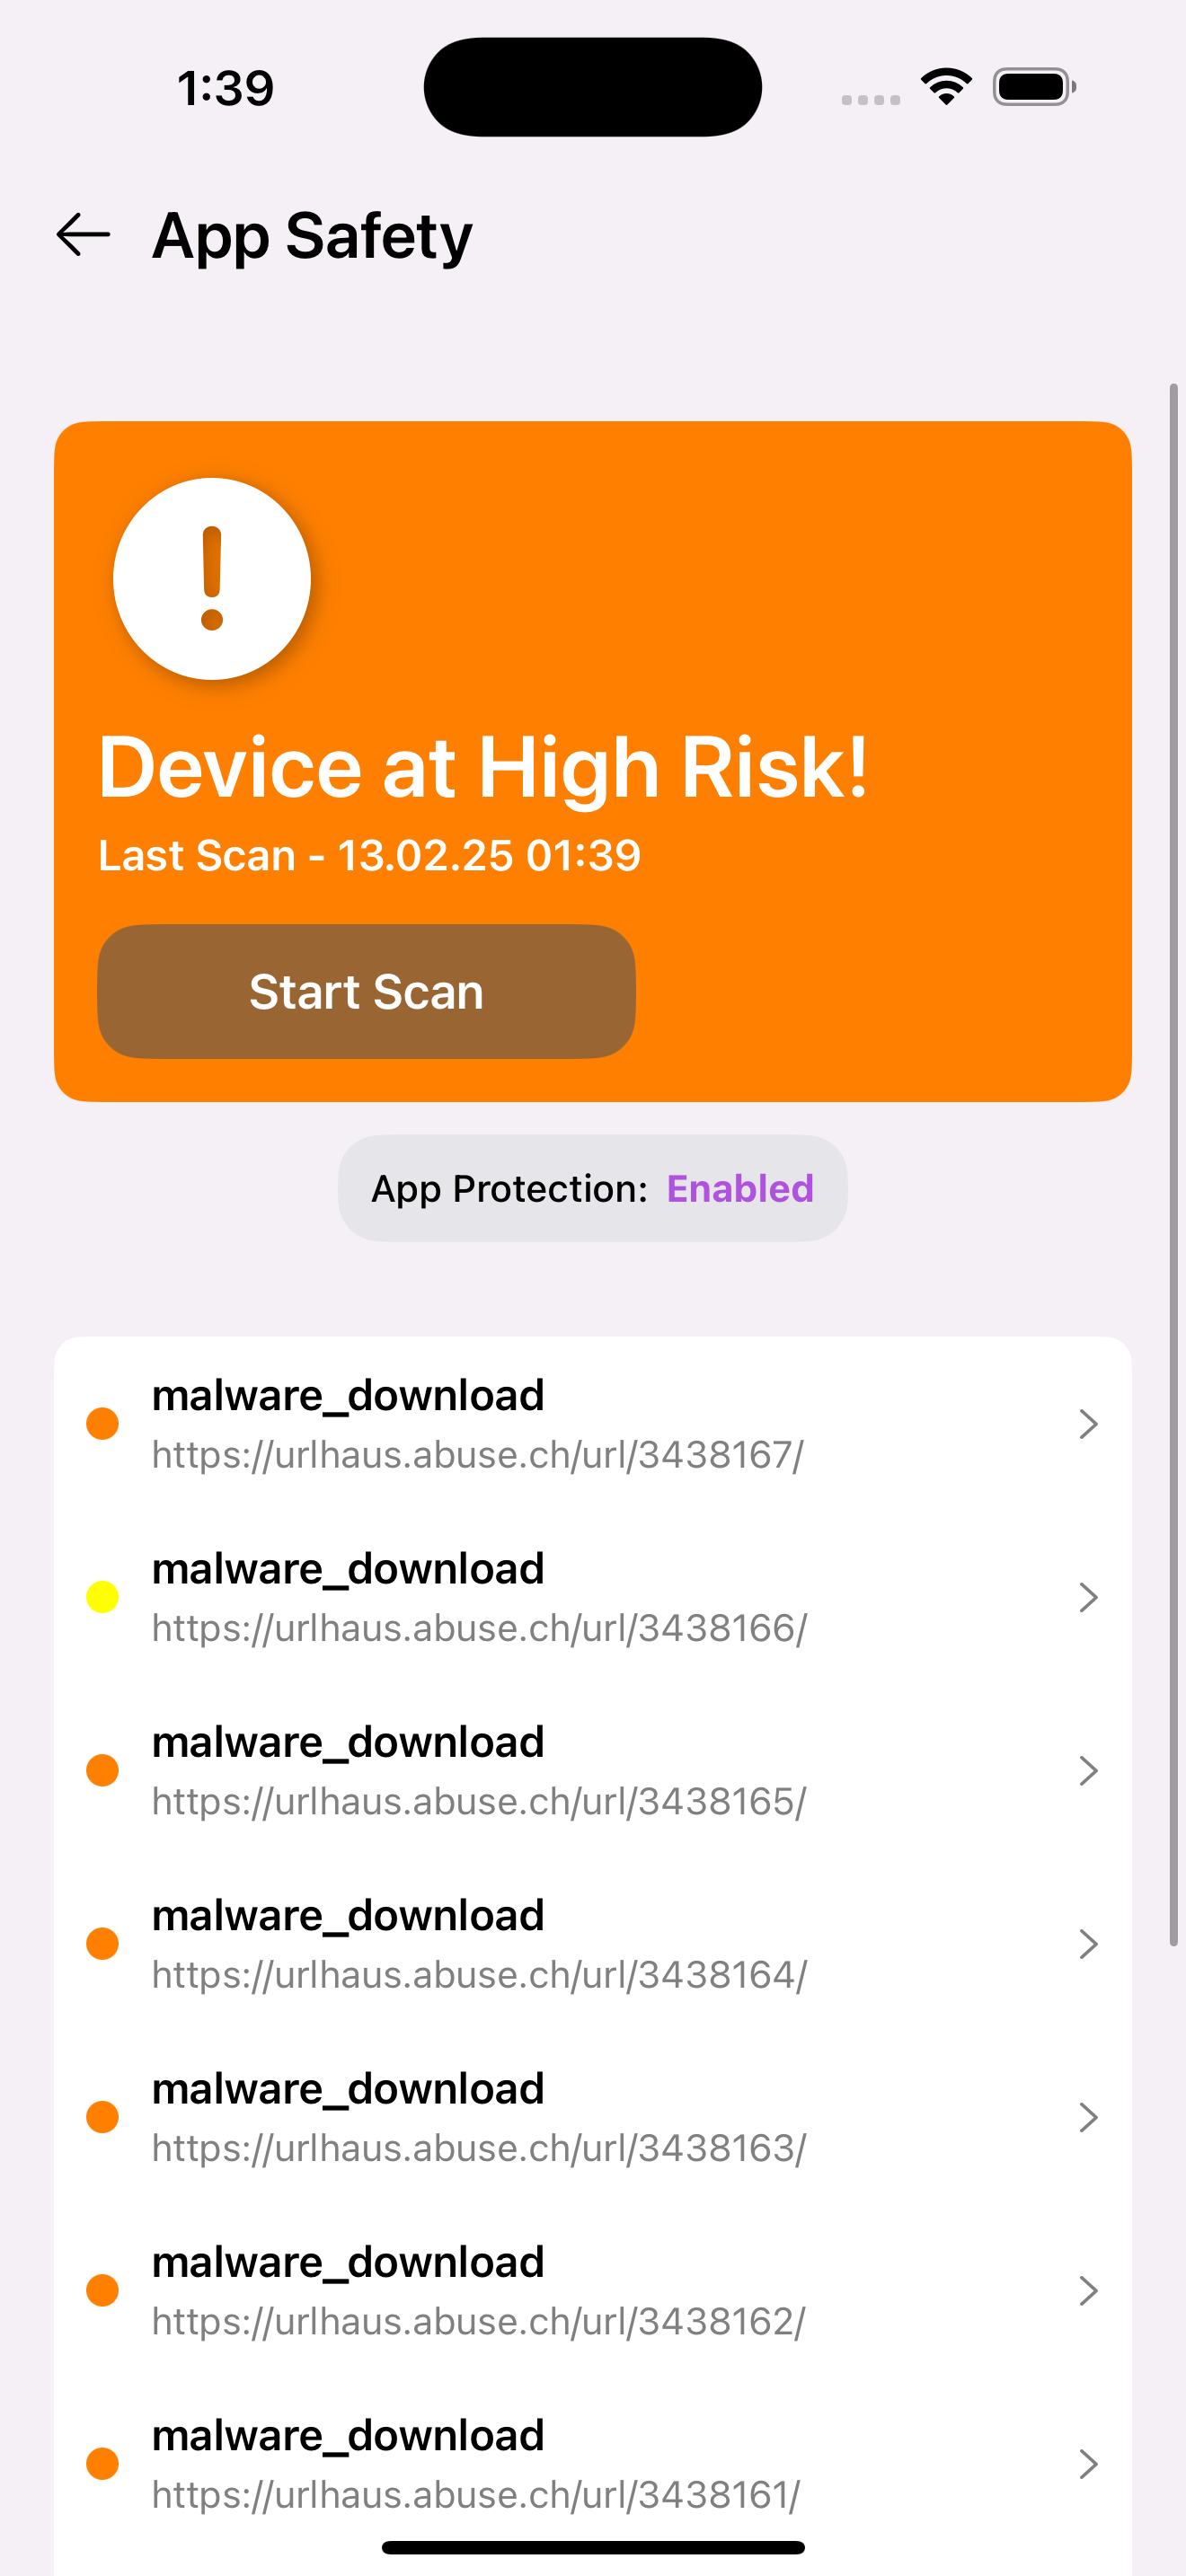 1:39
App Safety
!
Device at High Risk!
Last Scan - 13.02.25 01:39
Start Scan
App Protection: Enabled
malware_download
https://urlhaus.abuse.ch/url/3438167/
malware_download
https://urlhaus.abuse.ch/url/3438166/
malware_download
https://urlhaus.abuse.ch/url/3438165/
malware_download
https://urlhaus.abuse.ch/url/3438164/
malware_download
https://urlhaus.abuse.ch/url/3438163/
malware_download
https://urlhaus.abuse.ch/url/3438162/
malware_download
https://urlhaus.abuse.ch/url/3438161/